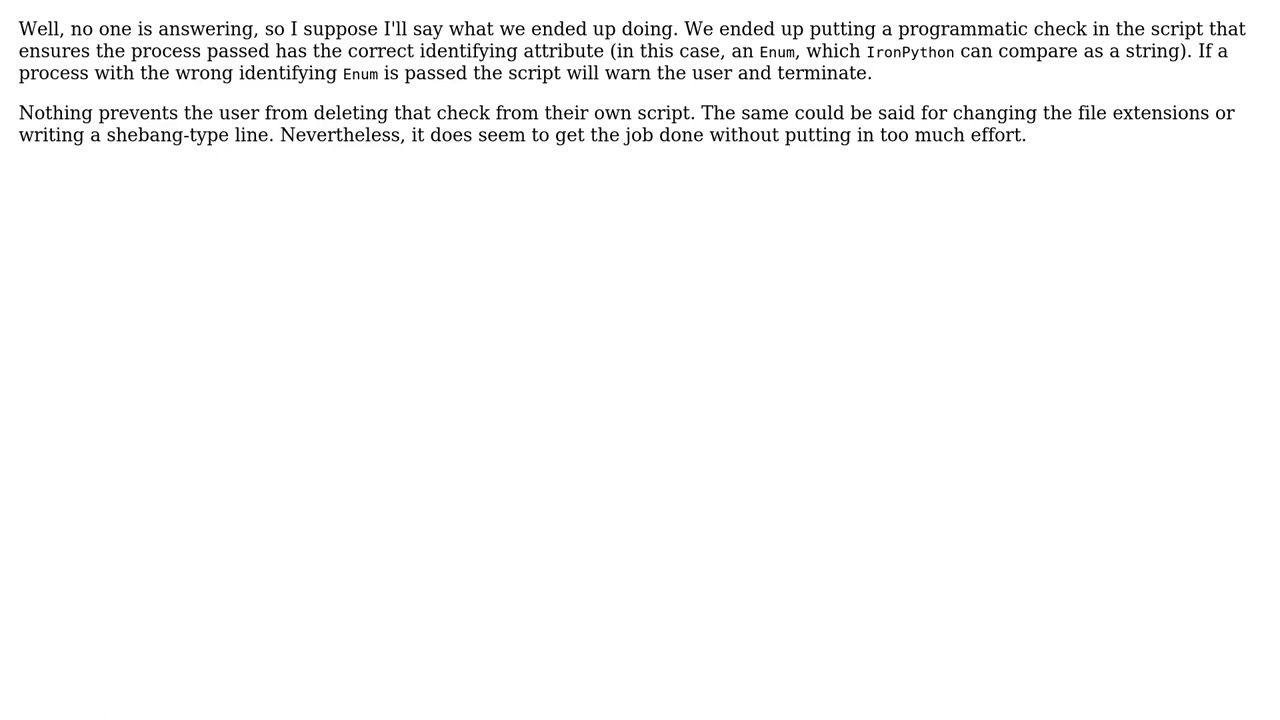 Well, no one is answering, so I suppose I'll say what we ended up doing. We ended up putting a programmatic check in the script that
ensures the process passed has the correct identifying attribute (in this case, an Enum, which IronPython can compare as a string). If a
process with the wrong identifying Enum is passed the script will warn the user and terminate.
Nothing prevents the user from deleting that check from their own script. The same could be said for changing the file extensions or
writing a shebang-type line. Nevertheless, it does seem to get the job done without putting in too much effort.